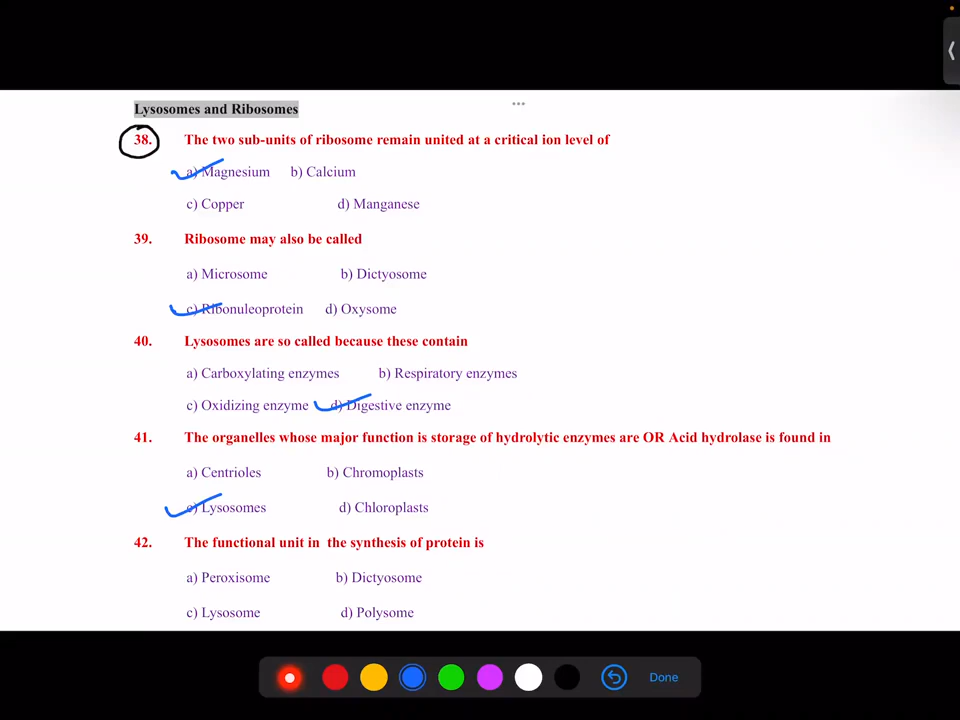 Lysosomes and Ribosomes
38. The two sub-units of ribosome remain united at a critical ion level of
a) Magnesium b) Calcium
c) Copper d) Manganese
39. Ribosome may also be called
a) Microsome b) Dictyosome
c) Ribonuleoprotein d) Oxysome
40. Lysosomes are so called because these contain
a) Carboxylating enzymes b) Respiratory enzymes
c) Oxidizing enzyme d) Digestive enzyme
41. The organelles whose major function is storage of hydrolytic enzymes are OR Acid hydrolase is found in
a) Centrioles b) Chromoplasts
c) Lysosomes d) Chloroplasts
42. The functional unit in the synthesis of protein is
a) Peroxisome b) Dictyosome
c) Lysosome d) Polysome
Done